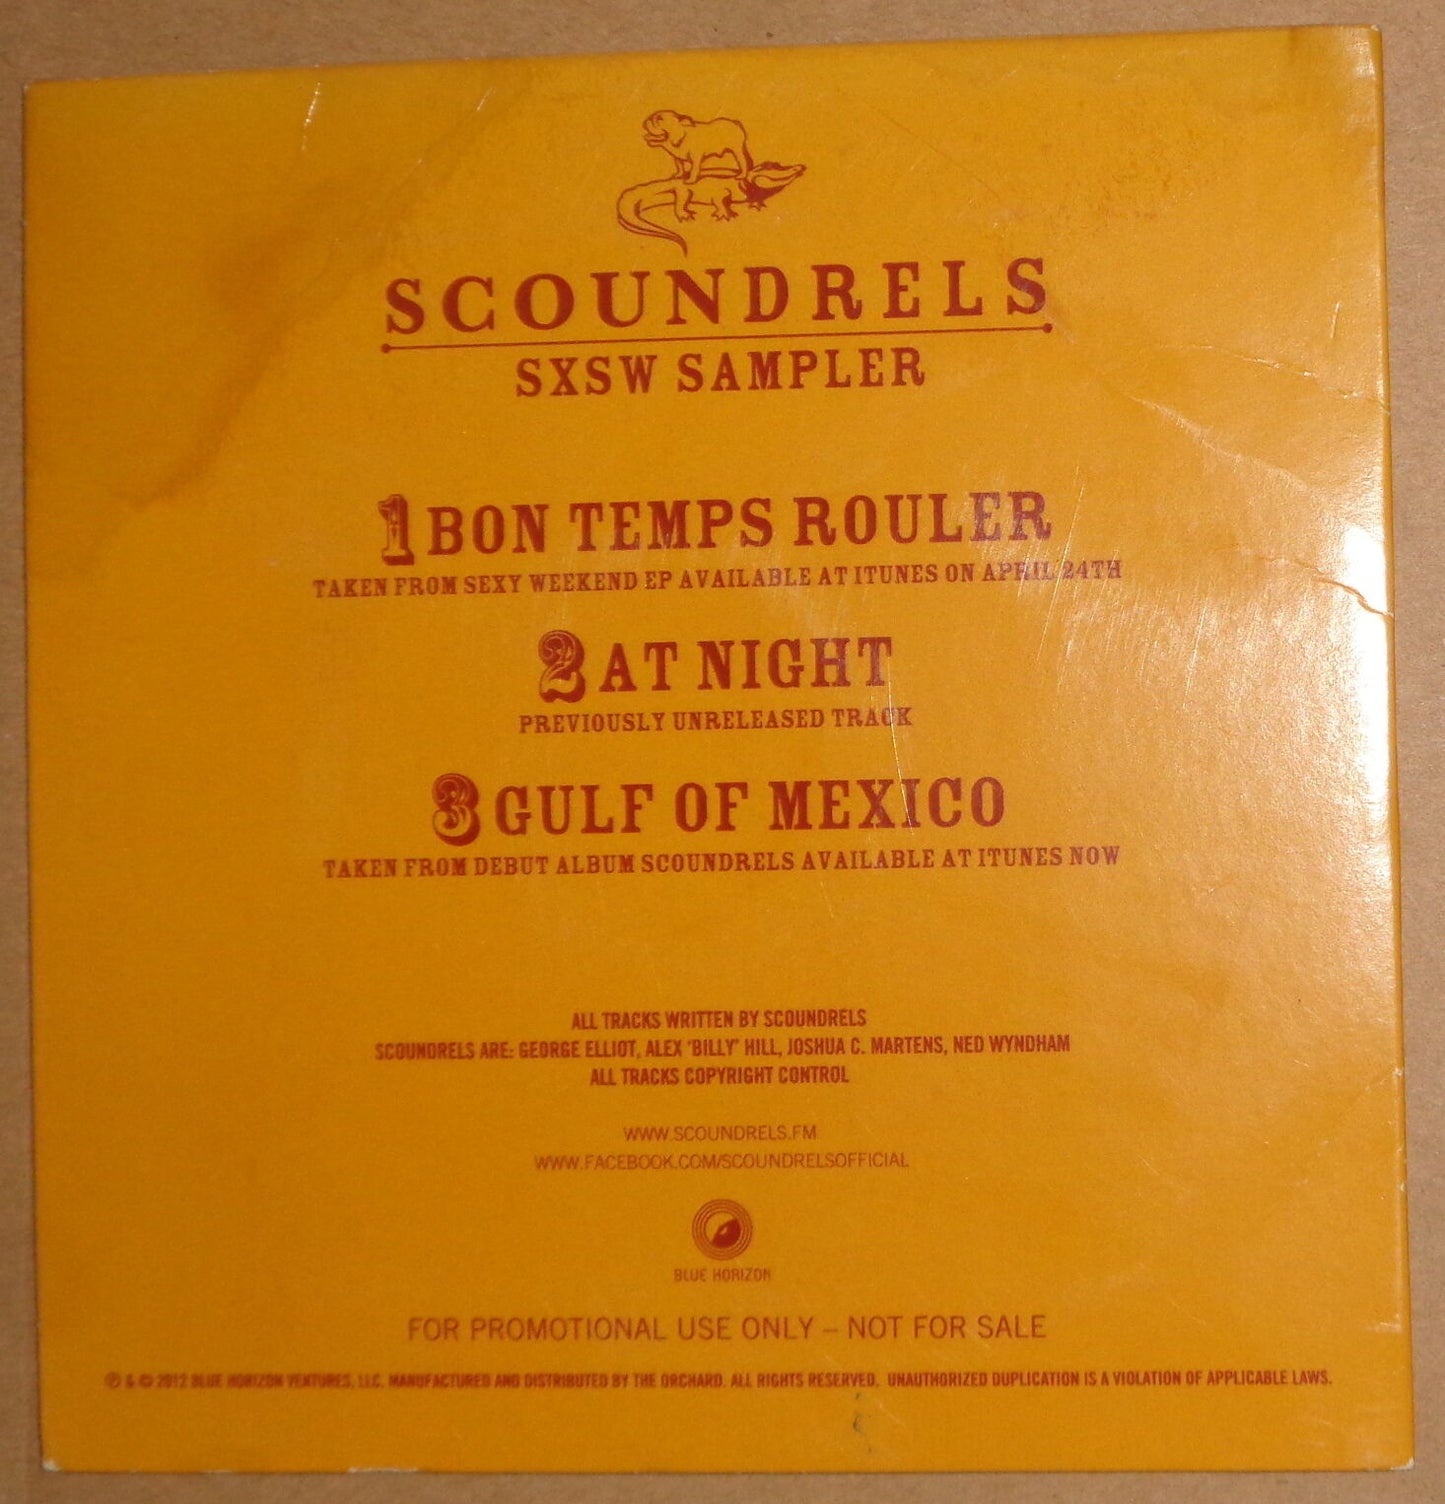 SCOUNDRELS
SXSW SAMPLER
1 BON TEMPS ROULER
TAKEN FROM SEXY WEEKEND EP AVAILABLE AT ITUNES ON APRIL 24TH
2 AT NIGHT
PREVIOUSLY UNRELEASED TRACK
3 GULF OF MEXICO
TAKEN FROM DEBUT ALBUM SCOUNDRELS AVAILABLE AT ITUNES NOW
ALL TRACKS WRITTEN BY SCOUNDRELS
SCOUNDRELS ARE: GEORGE ELLIOT, ALEX 'BILLY' HILL, JOSHUA C. MARTENS, NED WYNDHAM
ALL TRACKS COPYRIGHT CONTROL
WWW.SCOUNDRELS.FM
WWW.FACEBOOK.COM/SCOUNDRELSOFFICIAL
BLUE HORIZON
FOR PROMOTIONAL USE ONLY – NOT FOR SALE
℗ & © 2012 BLUE HORIZON VENTURES, LLC. MANUFACTURED AND DISTRIBUTED BY THE ORCHARD. ALL RIGHTS RESERVED. UNAUTHORIZED DUPLICATION IS A VIOLATION OF APPLICABLE LAWS.